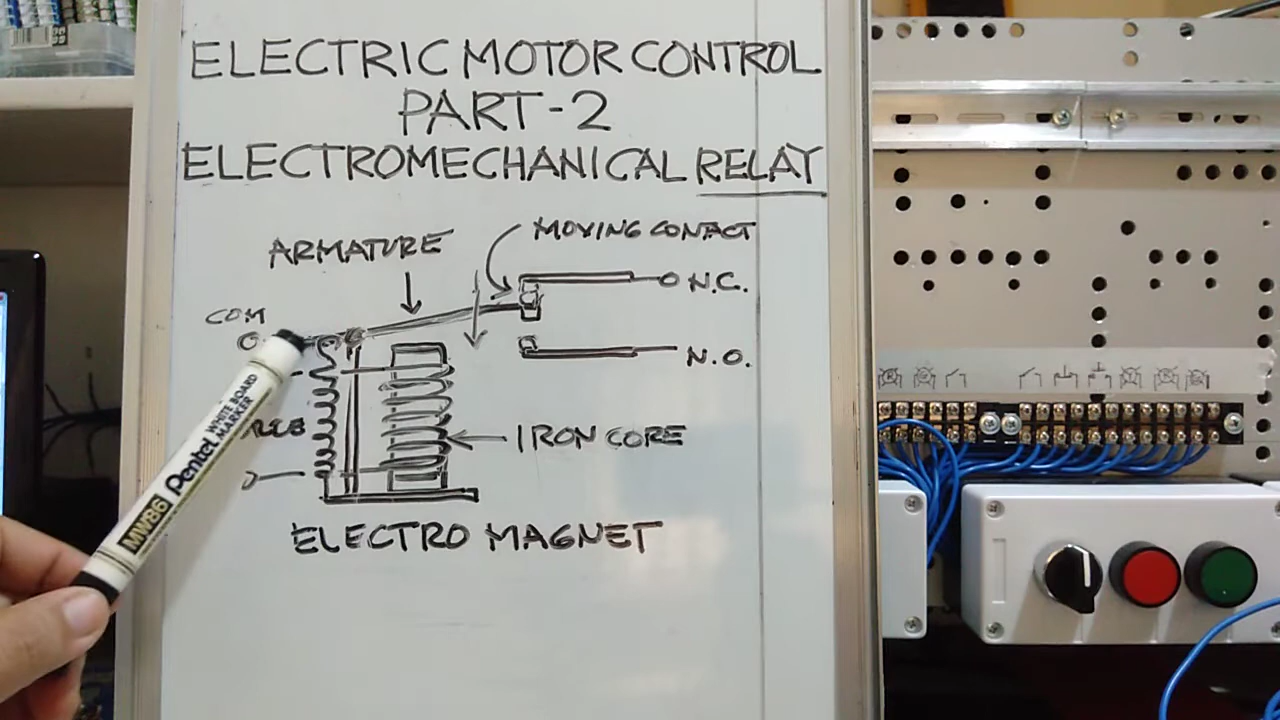 ELECTRIC MOTOR CONTROL
PART-2
ELECTROMECHANICAL RELAY
MOVING CONTACT
ARMATURE
N.C.
COM
N.O.
IRON CORE
ELECTRO MAGNET
Pentel WHITE BOARD MARKER
MW86